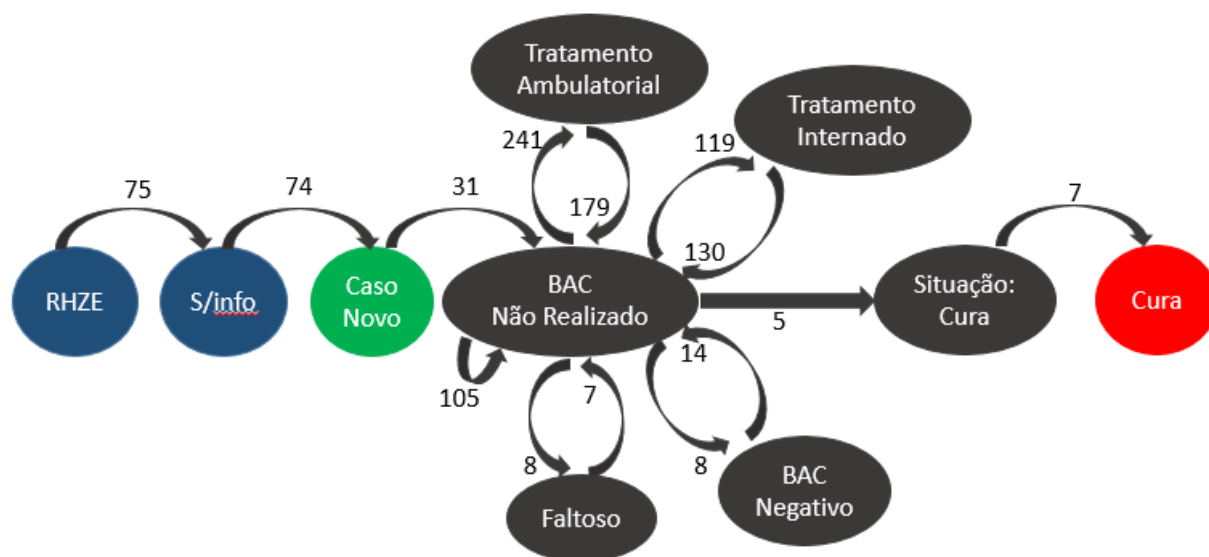 Tratamento
Ambulatorial
Tratamento
Internado
241
119
75
74
31
179
7
130
RHZE
S/info
Caso
Novo
BAC
Não Realizado
Situação:
Cura
Cura
5
14
105
7
8
8
BAC
Negativo
Faltoso